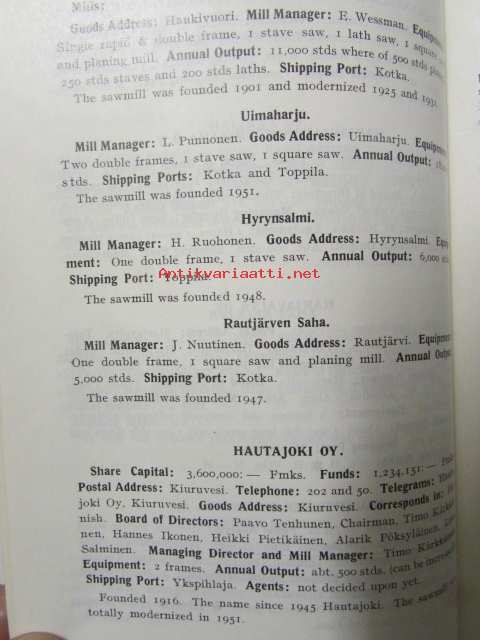 Mills:
Goods Address: Haukivuori. Mill Manager: E. Wessman. Equipment:
Single rapid & double frame, 1 stave saw, 1 lath saw, 1 square saw
and planing mill. Annual Output: 11,000 stds where of 500 stds
250 stds staves and 200 stds laths. Shipping Port: Kotka.
The sawmill was founded 1901 and modernized 1925 and
Uimaharju.
Mill Manager: L. Punnonen. Goods Address: Uimaharju. Equipment:
Two double frames, 1 stave saw, 1 square saw. Annual Output:
stds. Shipping Ports: Kotka and Toppila.
The sawmill was founded 1951.
Hyrynsalmi.
Mill Manager: H. Ruohonen. Goods Address: Hyrynsalmi. Equip-
ment: One double frame, 1 stave saw. Annual Output: 6,000 stds.
Shipping Port: Toppila.
Antikvariaatti.net
The sawmill was founded 1948.
Rautjärven Saha.
Mill Manager: J. Nuutinen. Goods Address: Rautjärvi. Equipment:
One double frame, 1 square saw and planing mill. Annual Output:
5,000 stds. Shipping Port: Kotka.
The sawmill was founded 1947.
HAUTAJOKI OY.
Share Capital: 3,600,000:— Fmks. Funds: 1,234,151:— Fmks.
Postal Address: Kiuruvesi. Telephone: 202 and 50. Telegrams:
joki Oy, Kiuruvesi. Goods Address: Kiuruvesi. Corresponds in:
nish. Board of Directors: Paavo Tenhunen, Chairman, Timo
nen, Hannes Ikonen, Heikki Pietikäinen, Alarik Pöksyläinen,
Salminen. Managing Director and Mill Manager: Timo
Equipment: 2 frames. Annual Output: abt. 500 stds. (can be
Shipping Port: Ykspihlaja. Agents: not decided upon yet.
Founded 1916. The name since 1945 Hautajoki. The sawmill
totally modernized in 1951.